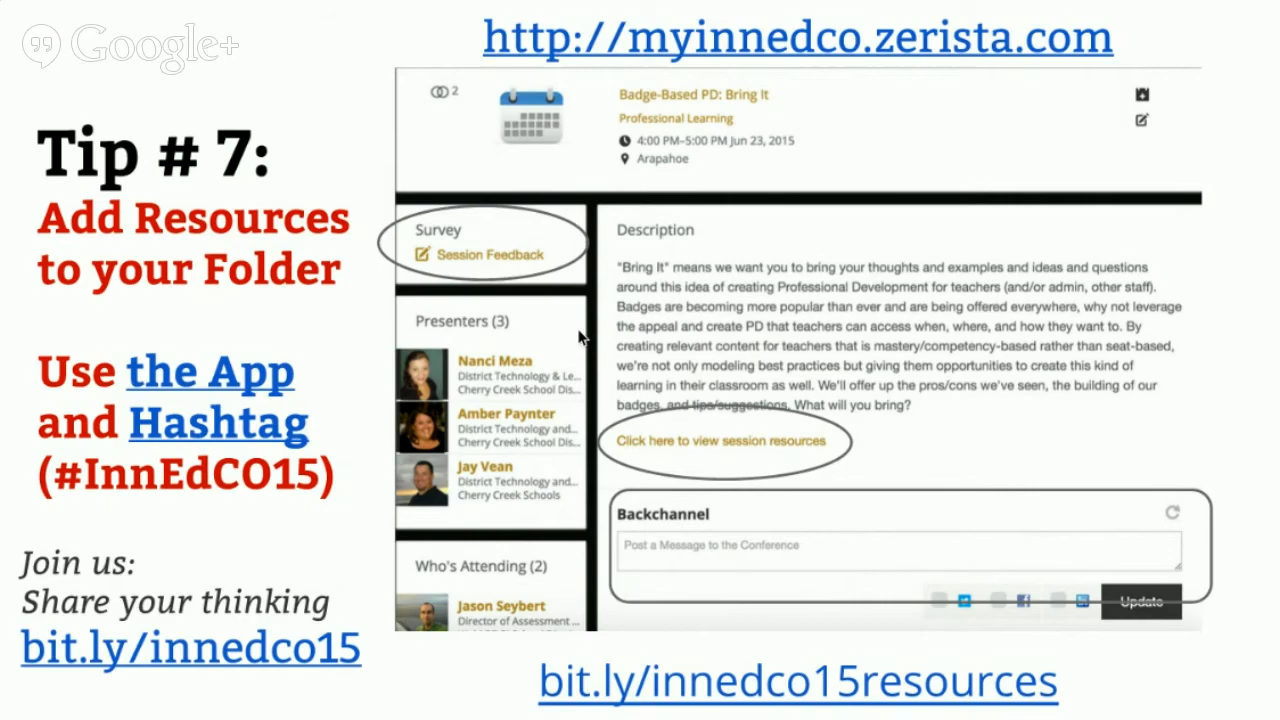 Google+
http://myinnedco.zerista.com
Tip # 7:
Add Resources
to your Folder
Use the App
and Hashtag
(#InnEdCO15)
Join us:
Share your thinking
bit.ly/innedco15
2
Badge-Based PD: Bring It
Professional Learning
4:00 PM–5:00 PM Jun 23, 2015
Arapahoe
Survey
Session Feedback
Presenters (3)
Nanci Meza
District Technology & Le...
Cherry Creek School Dis...
Amber Paynter
District Technology and...
Cherry Creek School Dis...
Jay Vean
District Technology and...
Cherry Creek Schools
Who's Attending (2)
Jason Seybert
Director of Assessment
Description
"Bring It" means we want you to bring your thoughts and examples and ideas and questions
around this idea of creating Professional Development for teachers (and/or admin, other staff).
Badges are becoming more popular than ever and are being offered everywhere, why not leverage
the appeal and create PD that teachers can access when, where, and how they want to. By
creating relevant content for teachers that is mastery/competency-based rather than seat-based,
we're not only modeling best practices but giving them opportunities to create this kind of
learning in their classroom as well. We'll offer up the pros/cons we've seen, the building of our
badges, and tips/suggestions. What will you bring?
Click here to view session resources
Backchannel
Post a Message to the Conference
Update
bit.ly/innedco15resources